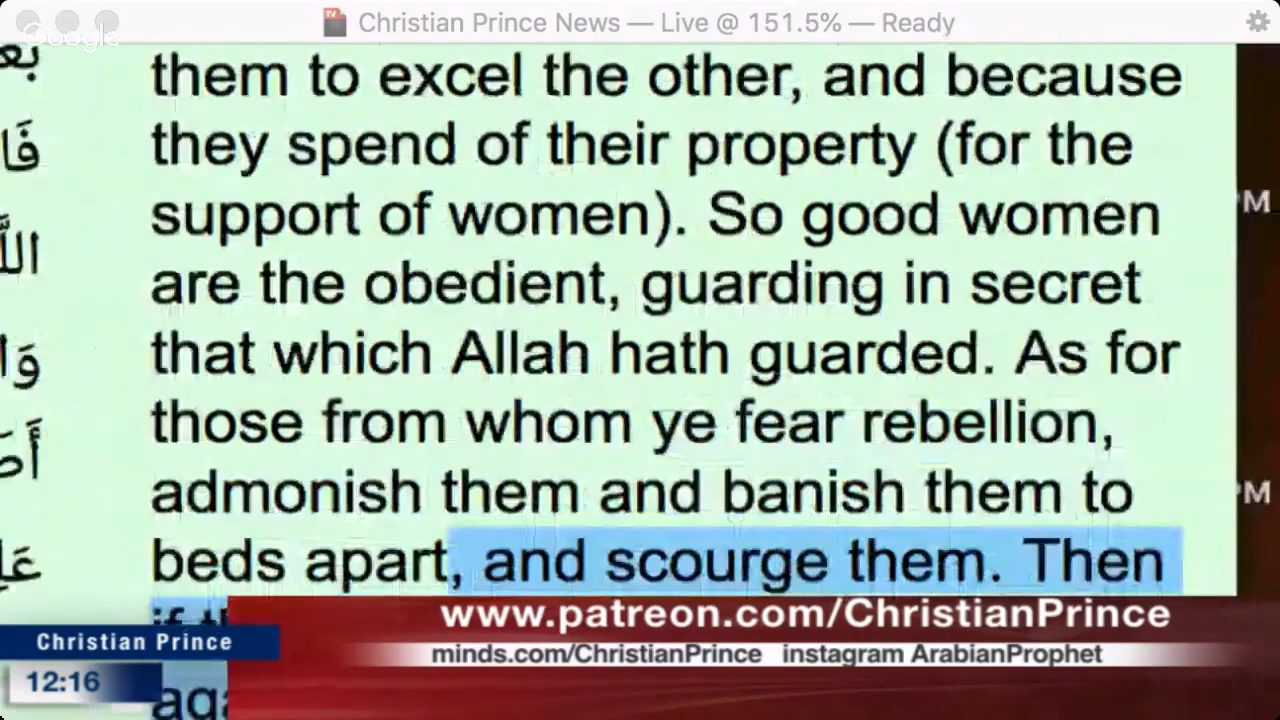 Christian Prince News — Live @ 151.5% — Ready
Google
them to excel the other, and because
they spend of their property (for the
support of women). So good women
are the obedient, guarding in secret
that which Allah hath guarded. As for
those from whom ye fear rebellion,
admonish them and banish them to
beds apart, and scourge them. Then
www.patreon.com/ChristianPrince
Christian Prince
minds.com/ChristianPrince instagram ArabianProphet
12:16